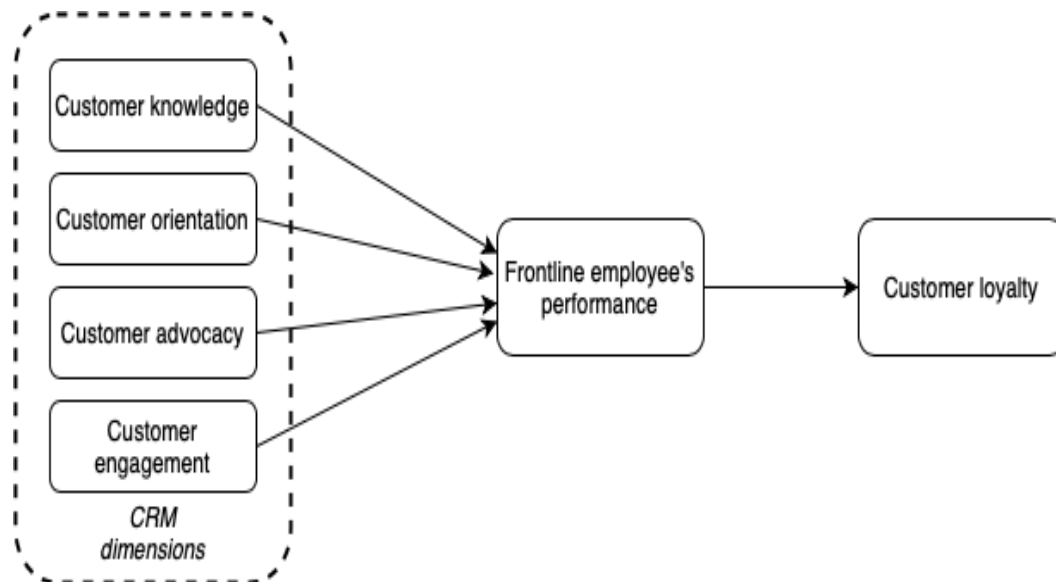 Customer knowledge
Customer orientation
Customer advocacy
Customer
engagement
CRM
dimensions
Frontline employee's
performance
Customer loyalty